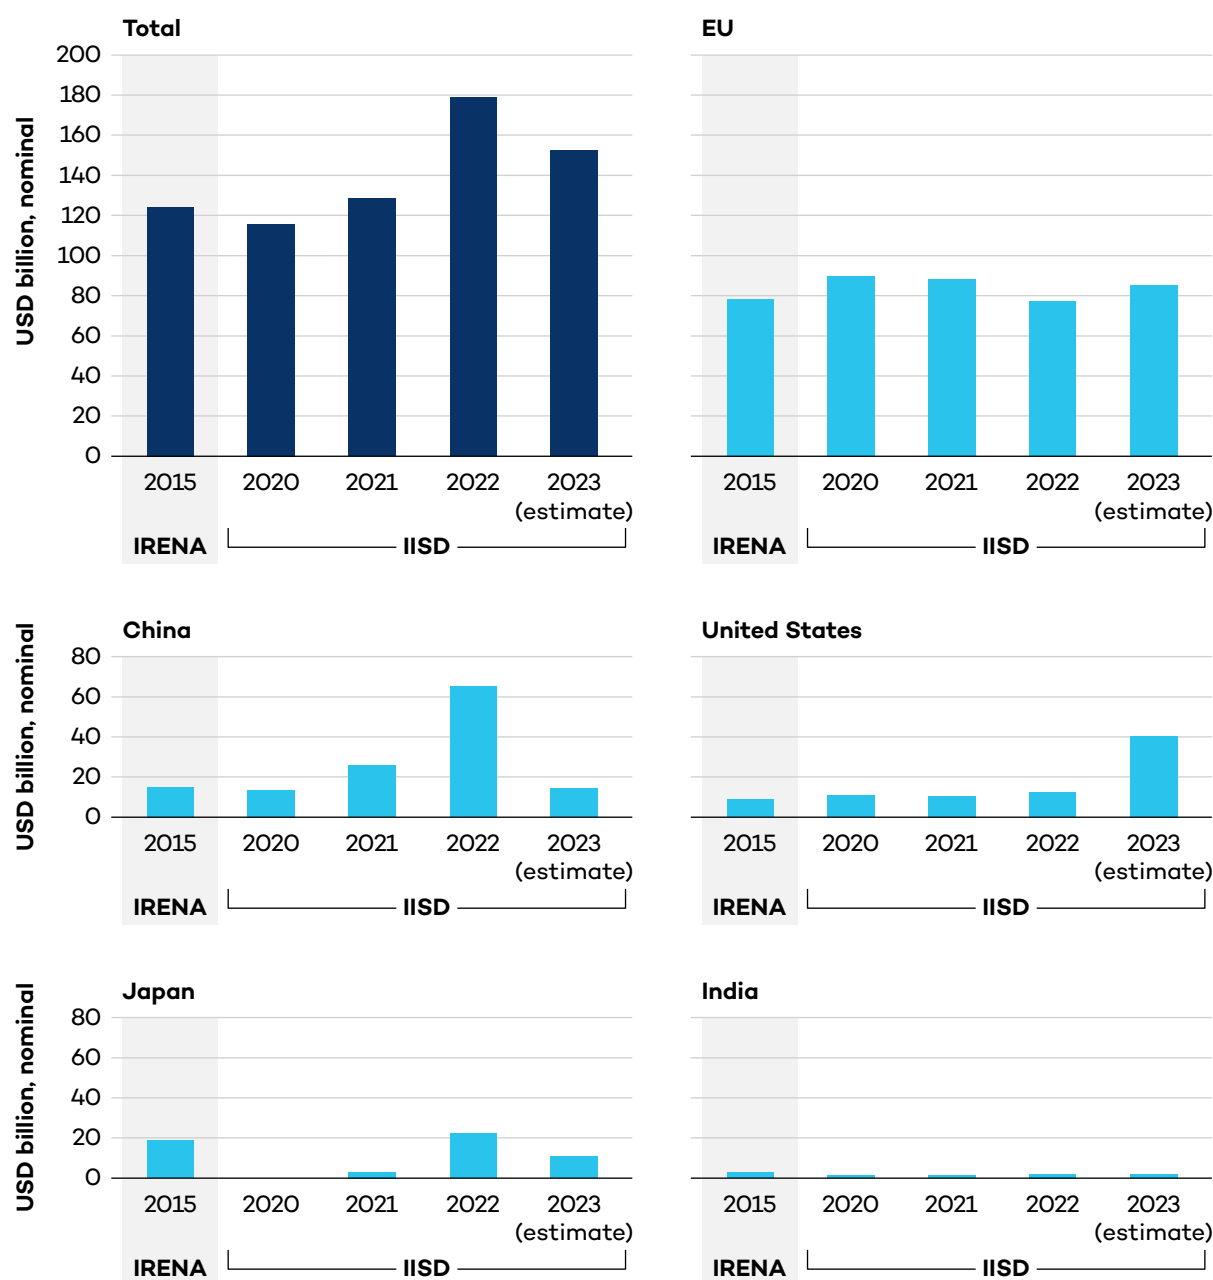 Total
EU
USD billion, nominal
200
180
160
140
120
100
80
60
40
20
0
2015 2020 2021 2022 2023
(estimate)
IRENA IISD
2015 2020 2021 2022 2023
(estimate)
IRENA IISD
China
United States
USD billion, nominal
80
60
40
20
0
2015 2020 2021 2022 2023
(estimate)
IRENA IISD
2015 2020 2021 2022 2023
(estimate)
IRENA IISD
Japan
India
USD billion, nominal
80
60
40
20
0
2015 2020 2021 2022 2023
(estimate)
IRENA IISD
2015 2020 2021 2022 2023
(estimate)
IRENA IISD